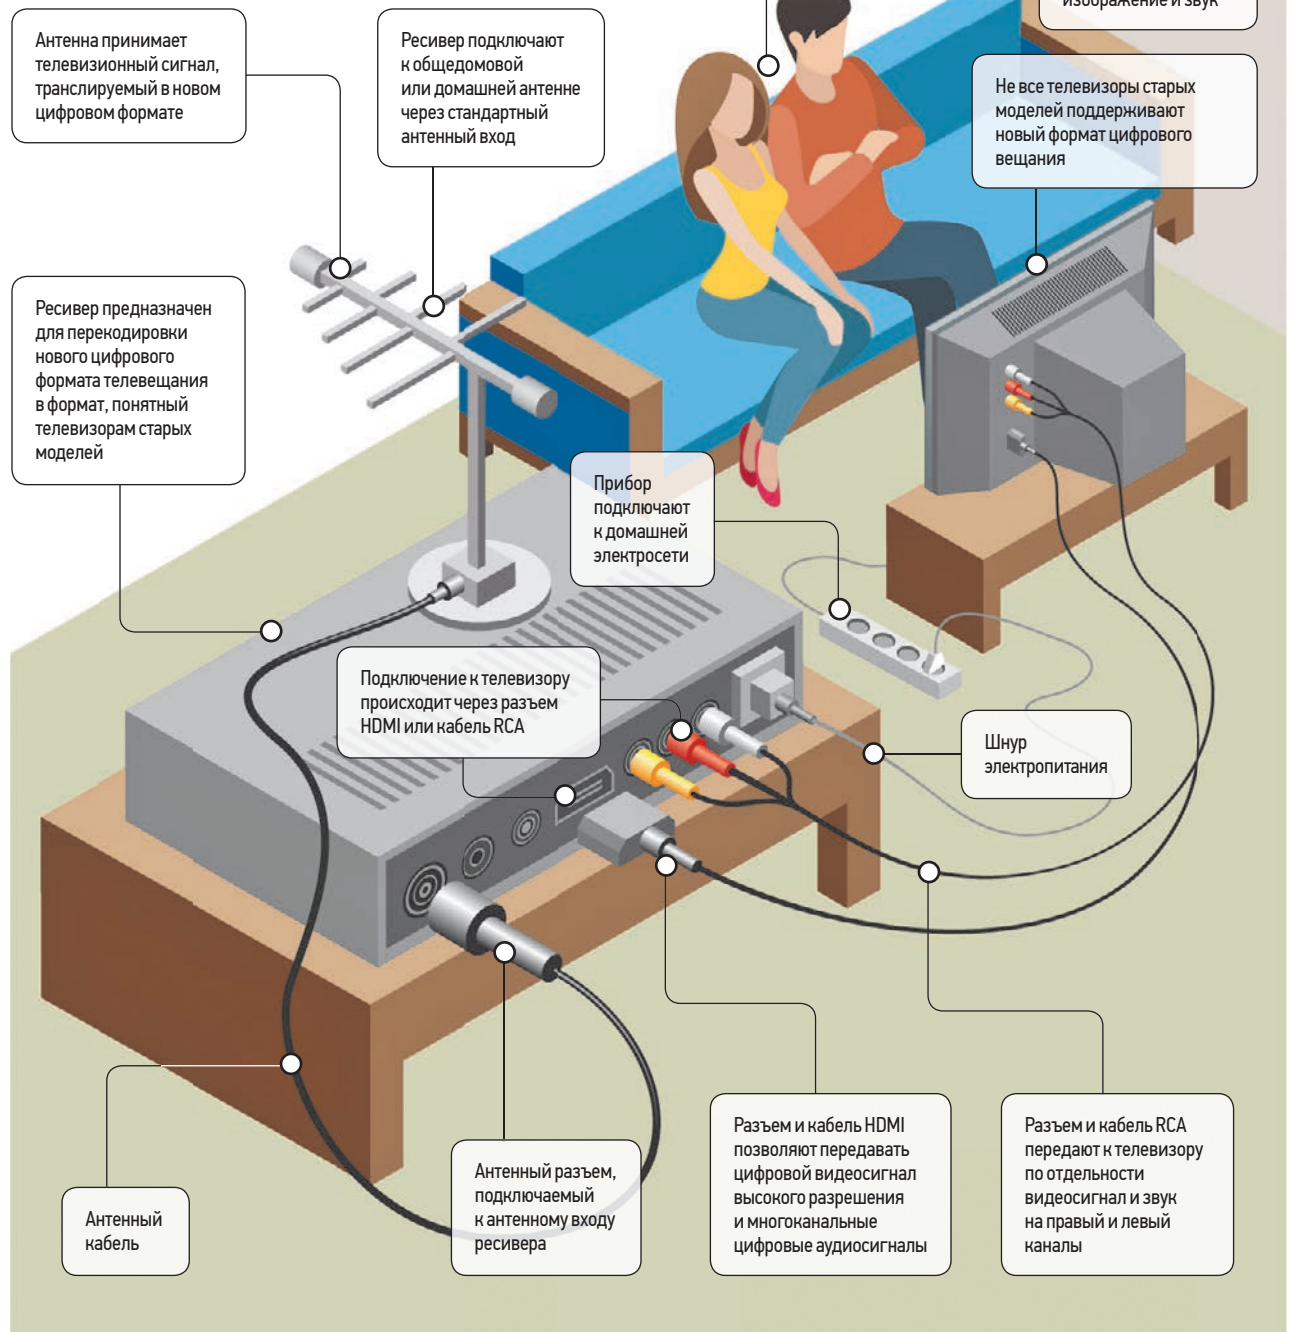 изображение и звук
Антенна принимает
телевизионный сигнал,
транслируемый в новом
цифровом формате
Ресивер подключают
к общедомовой
или домашней антенне
через стандартный
антенный вход
Не все телевизоры старых
моделей поддерживают
новый формат цифрового
вещания
Ресивер предназначен
для перекодировки
нового цифрового
формата телевещания
в формат, понятный
телевизорам старых
моделей
Прибор
подключают
к домашней
электросети
Подключение к телевизору
происходит через разъем
HDMI или кабель RCA
Шнур
электропитания
Антенный
кабель
Антенный разъем,
подключаемый
к антенному входу
ресивера
Разъем и кабель HDMI
позволяют передавать
цифровой видеосигнал
высокого разрешения
и многоканальные
цифровые аудиосигналы
Разъем и кабель RCA
передают к телевизору
по отдельности
видеосигнал и звук
на правый и левый
каналы